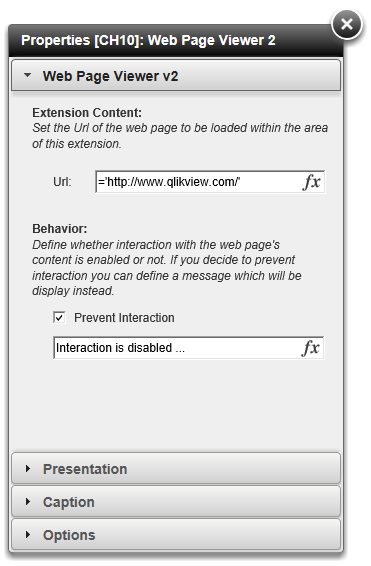 Properties [CH10]: Web Page Viewer 2
Web Page Viewer v2
Extension Content:
Set the Url of the web page to be loaded within the area
of this extension.
Url: ='http://www.qlikview.com/' fx
Behavior:
Define whether interaction with the web page's
content is enabled or not. If you decide to prevent
interaction you can define a message which will be
display instead.
Prevent Interaction
Interaction is disabled ... fx
Presentation
Caption
Options